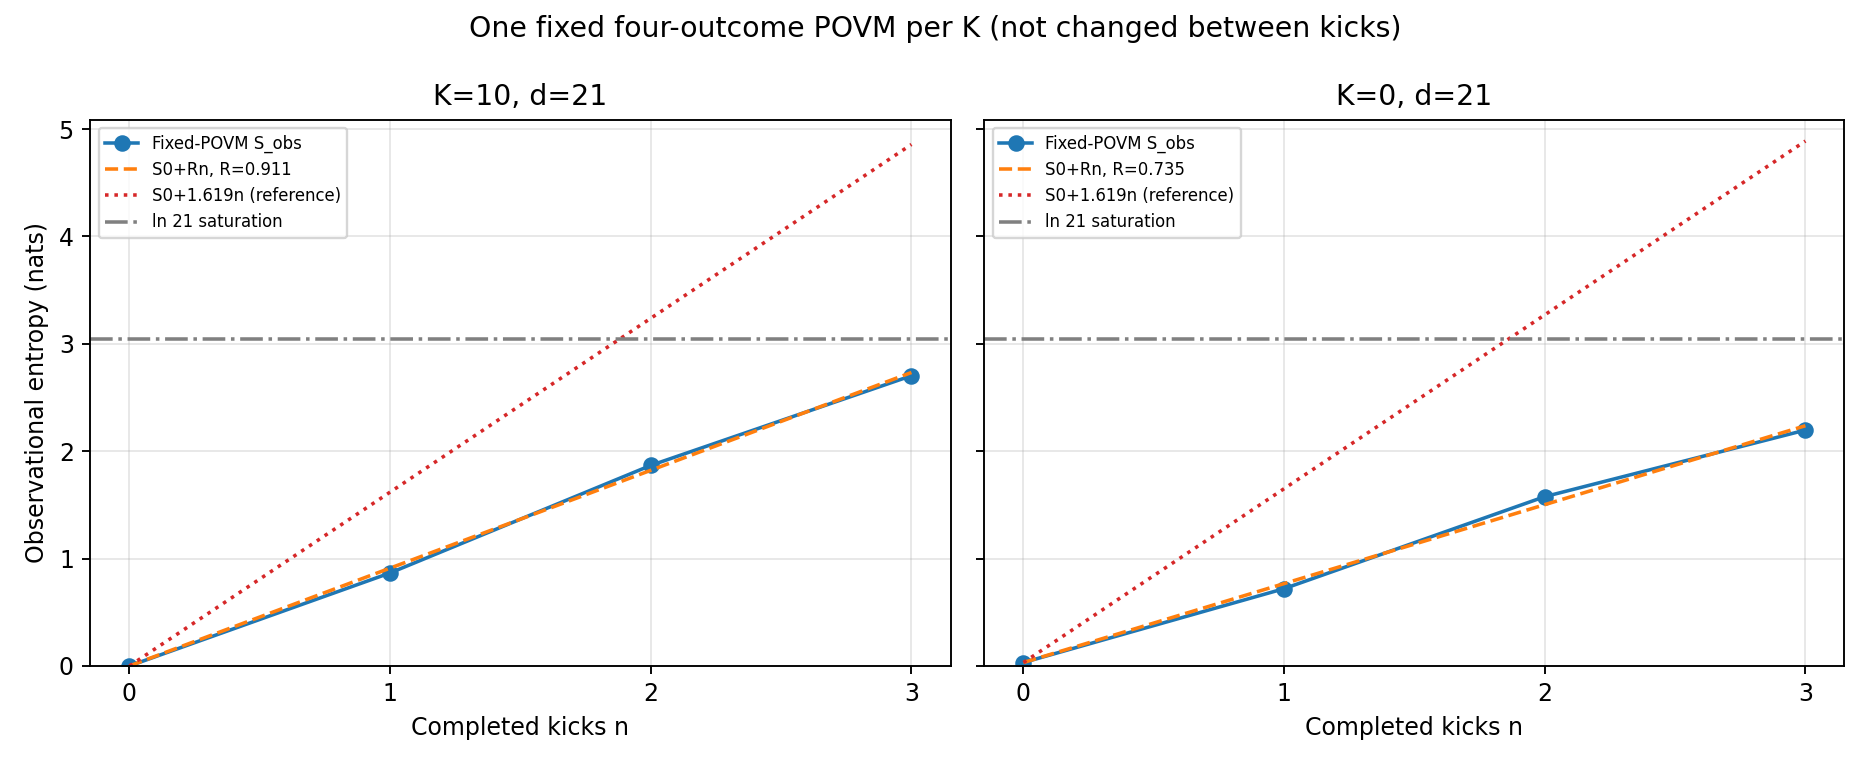 One fixed four-outcome POVM per K (not changed between kicks)
K=10, d=21
Fixed-POVM S_obs
S0+Rn, R=0.911
S0+1.619n (reference)
ln 21 saturation
Observational entropy (nats)
5
4
3
2
1
0
0 1 2 3
Completed kicks n
K=0, d=21
Fixed-POVM S_obs
S0+Rn, R=0.735
S0+1.619n (reference)
ln 21 saturation
0 1 2 3
Completed kicks n